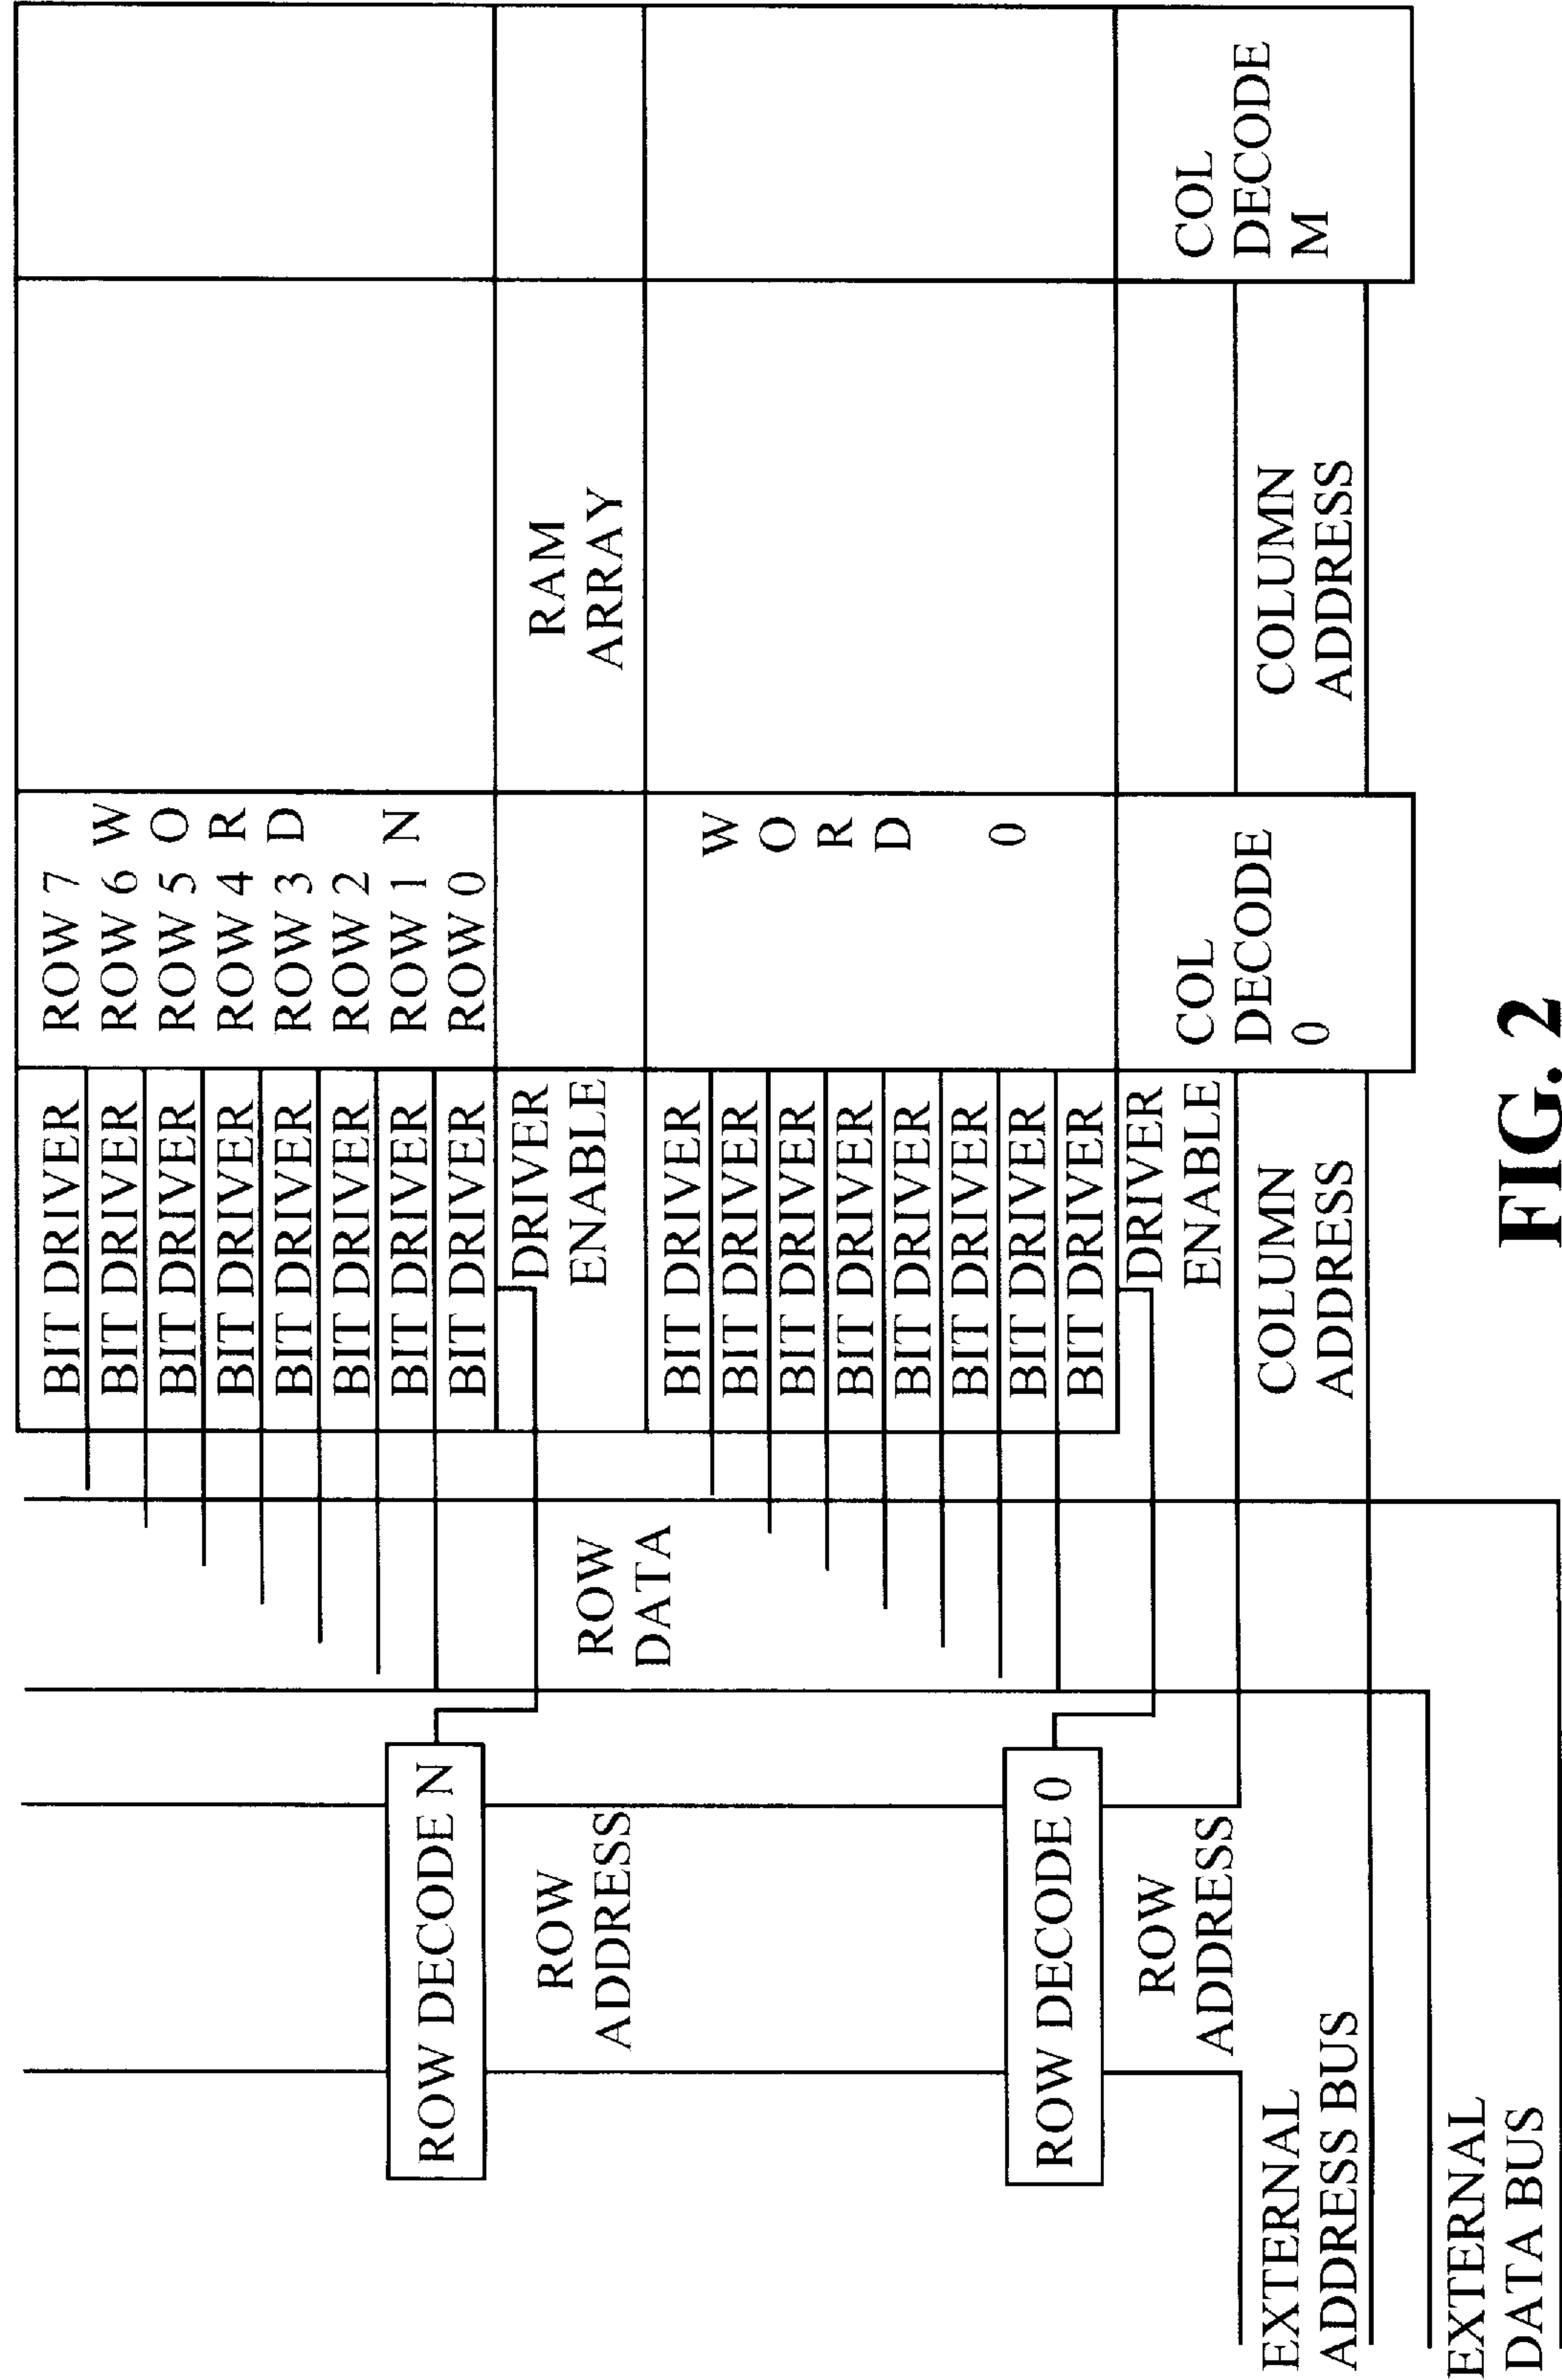 BIT DRIVER ROW 7
BIT DRIVER ROW 6 W
BIT DRIVER ROW 5 O
BIT DRIVER ROW 4 R
BIT DRIVER ROW 3 D
BIT DRIVER ROW 2
BIT DRIVER ROW 1 N
ROW DECODE N
BIT DRIVER ROW 0
DRIVER
ENABLE
RAM
ARRAY
ROW
ADDRESS
ROW
DATA
BIT DRIVER
BIT DRIVER W
BIT DRIVER O
BIT DRIVER R
BIT DRIVER D
BIT DRIVER
BIT DRIVER 0
ROW DECODE 0
BIT DRIVER
DRIVER
ENABLE
ROW
ADDRESS
COL
DECODE
0
COL
DECODE
M
EXTERNAL
ADDRESS BUS
COLUMN
ADDRESS
COLUMN
ADDRESS
EXTERNAL
DATA BUS
FIG. 2